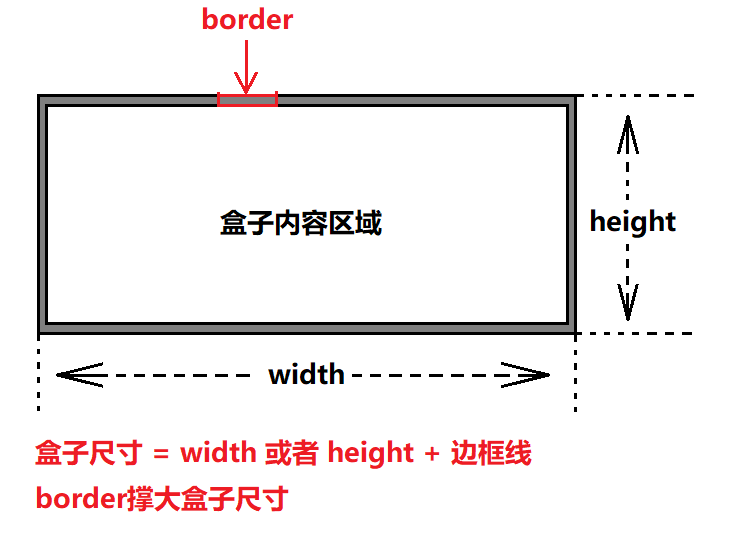 border
盒子内容区域
height
width
盒子尺寸 = width 或者 height + 边框线
border撑大盒子尺寸